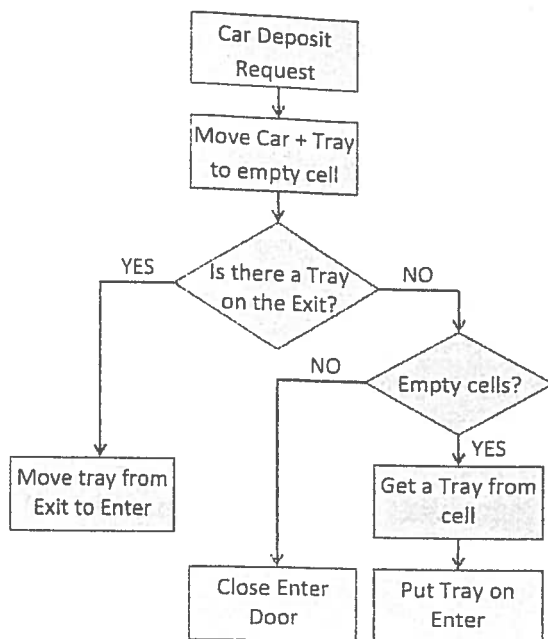 Car Deposit
Request
Move Car + Tray
to empty cell
YES
Is there a Tray
on the Exit?
NO
NO
Empty cells?
YES
Move tray from
Exit to Enter
Get a Tray from
cell
Close Enter
Door
Put Tray on
Enter